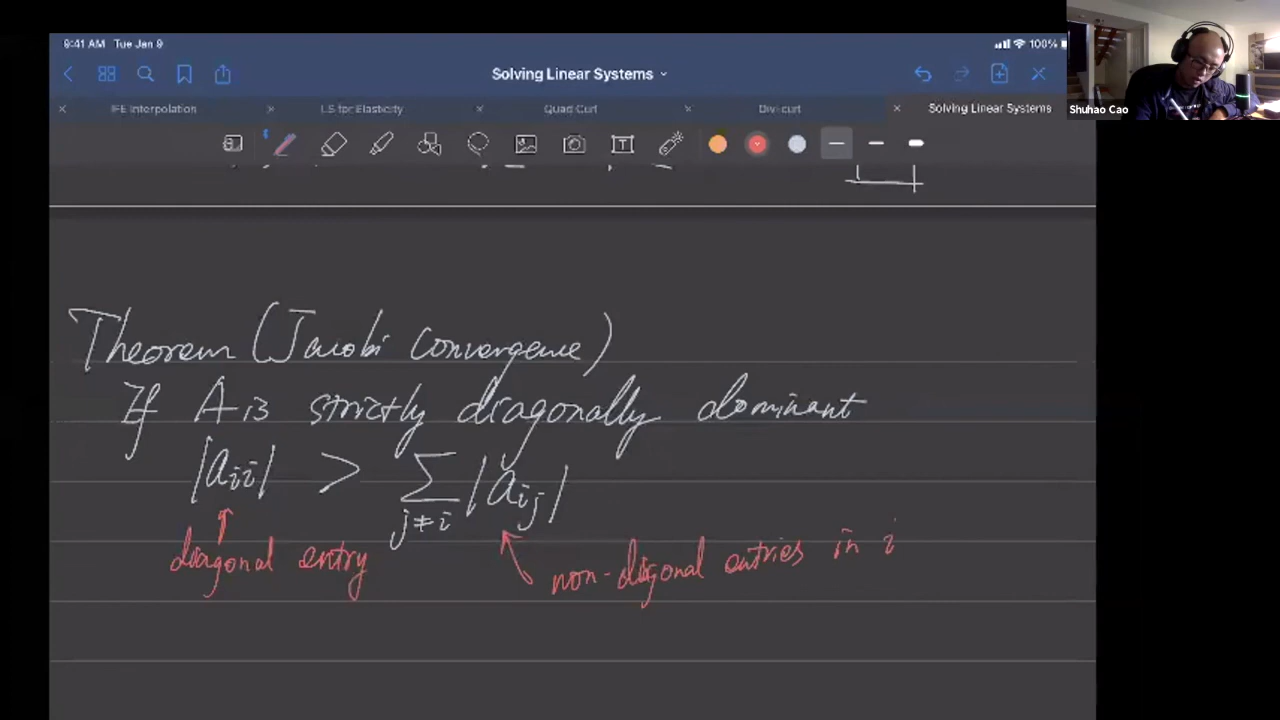 9:41 AM Tue Jan 9
100%
Solving Linear Systems
Shuhao Cao
IFE Interpolation
LS for Elasticity
Quad Curl
Div-curl
Solving Linear Systems
Theorem (Jacobi Convergence)
If A is strictly diagonally dominant
|aii| > Σ j≠i |aij|
diagonal entry
non-digonal entries in i